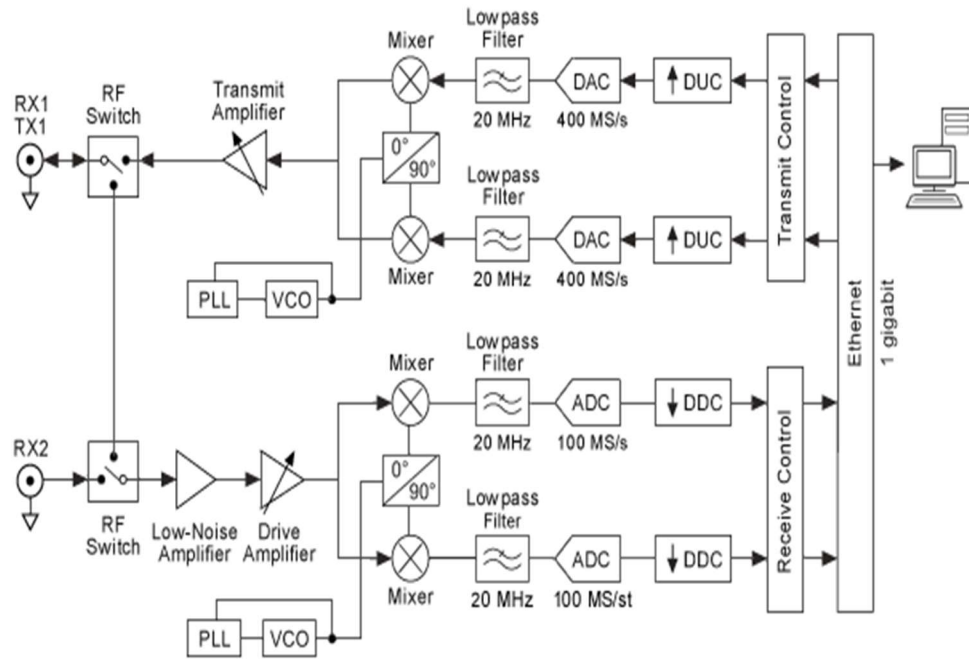 Mixer
Lowpass
Filter
20 MHz
DAC
400 MS/s
DUC
Transmit Control
Ethernet
1 gigabit
RX1
TX1
RF
Switch
Transmit
Amplifier
0°
90°
Lowpass
Filter
20 MHz
DAC
400 MS/s
DUC
Mixer
PLL
VCO
Mixer
Lowpass
Filter
20 MHz
ADC
100 MS/s
DDC
Receive Control
RX2
RF
Switch
Low-Noise
Amplifier
Drive
Amplifier
0°
90°
Lowpass
Filter
20 MHz
ADC
100 MS/st
DDC
Mixer
PLL
VCO